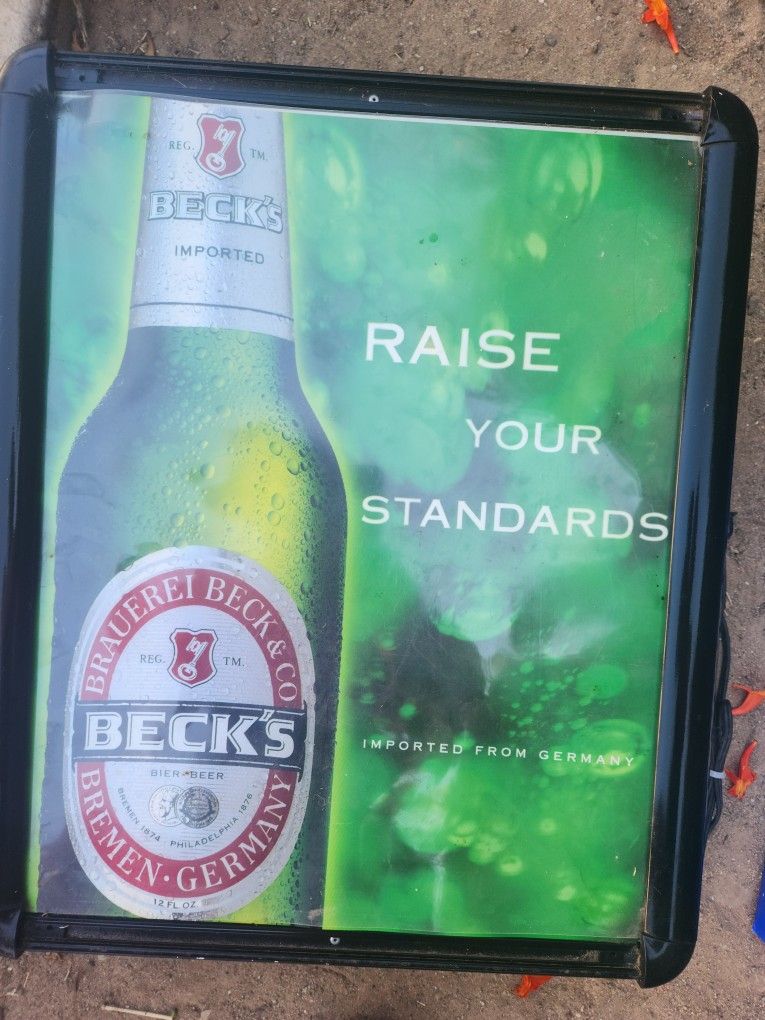 REG. TM.
BECK'S
IMPORTED
RAISE
YOUR
STANDARDS
BRAUEREI BECK & CO
REG. TM.
BECK'S
BIER·BEER
BREMEN 1874 · PHILADELPHIA 1876
BREMEN·GERMANY
12 FL OZ.
IMPORTED FROM GERMANY